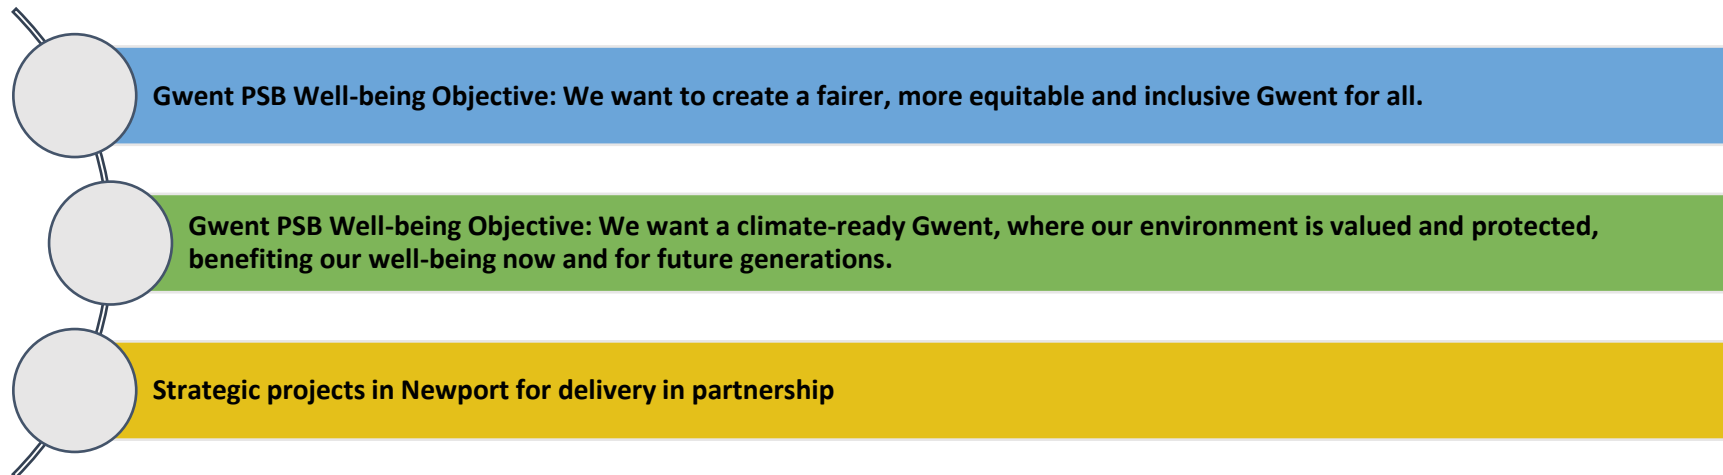 Gwent PSB Well-being Objective: We want to create a fairer, more equitable and inclusive Gwent for all.
Gwent PSB Well-being Objective: We want a climate-ready Gwent, where our environment is valued and protected,
benefiting our well-being now and for future generations.
Strategic projects in Newport for delivery in partnership